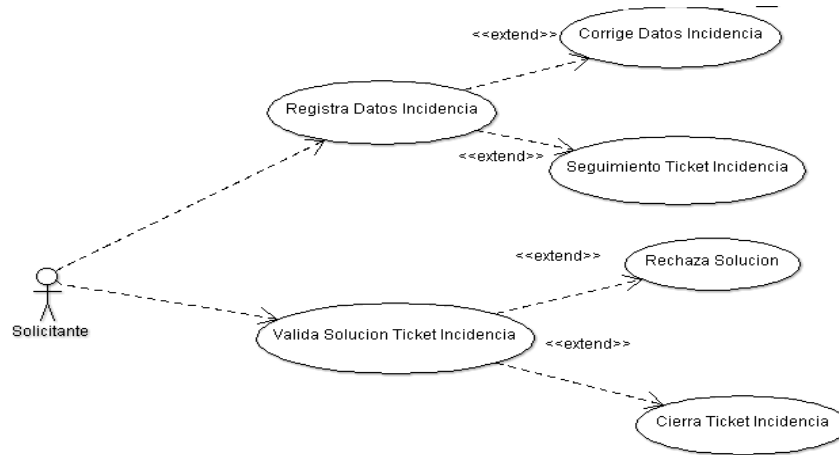 <<extend>>
Corrige Datos Incidencia
Registra Datos Incidencia
<<extend>>
Seguimiento Ticket Incidencia
<<extend>>
Rechaza Solucion
Solicitante
Valida Solucion Ticket Incidencia
<<extend>>
Cierra Ticket Incidencia